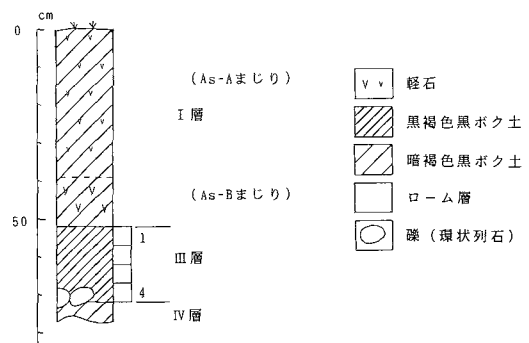 cm
0
(As-Aまじり)
I層
(As-Bまじり)
50
1
III層
4
IV層
軽石
黒褐色黒ボク土
暗褐色黒ボク土
ローム層
礫（環状列石）